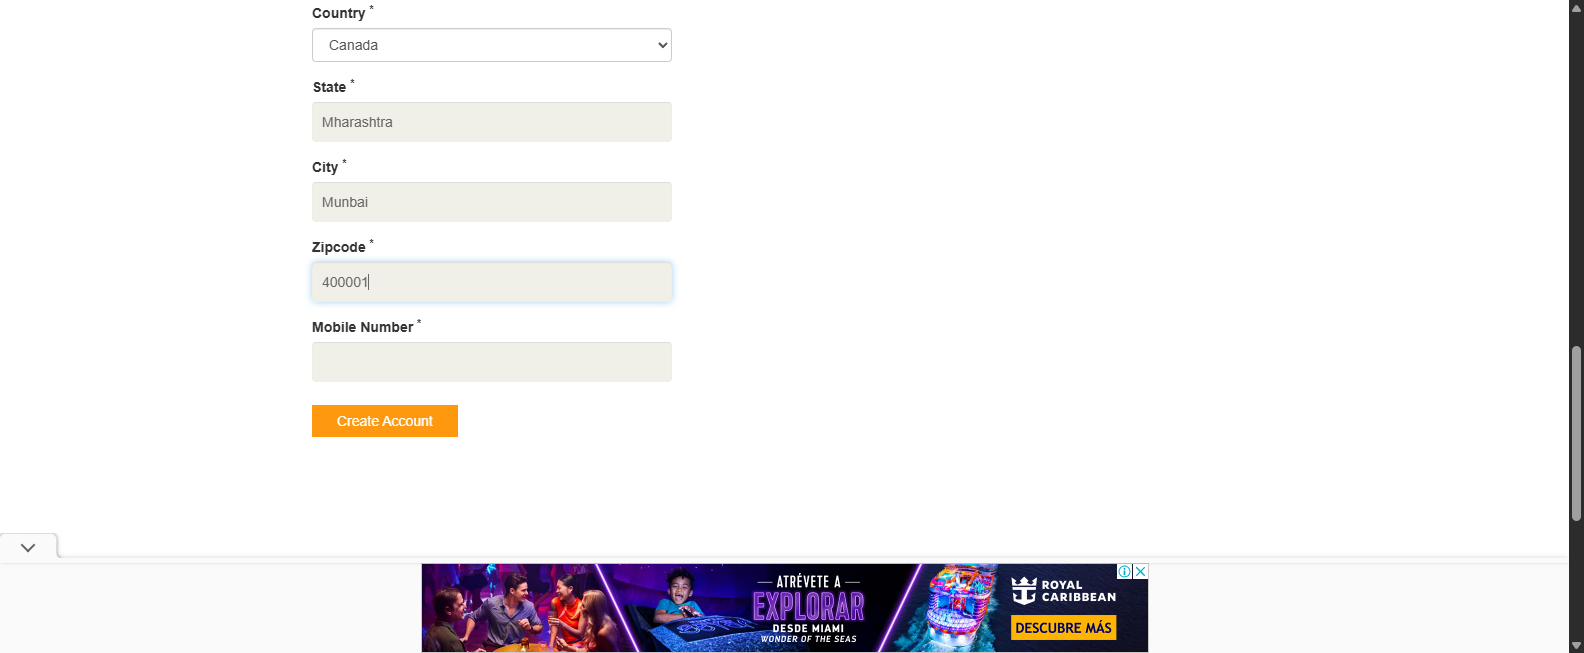 Country *
Canada
State *
Mharashtra
City *
Munbai
Zipcode *
400001
Mobile Number *
Create Account
ATRÉVETE A
EXPLORAR
DESDE MIAMI
WONDER OF THE SEAS
ROYAL
CARIBBEAN
DESCUBRE MÁS